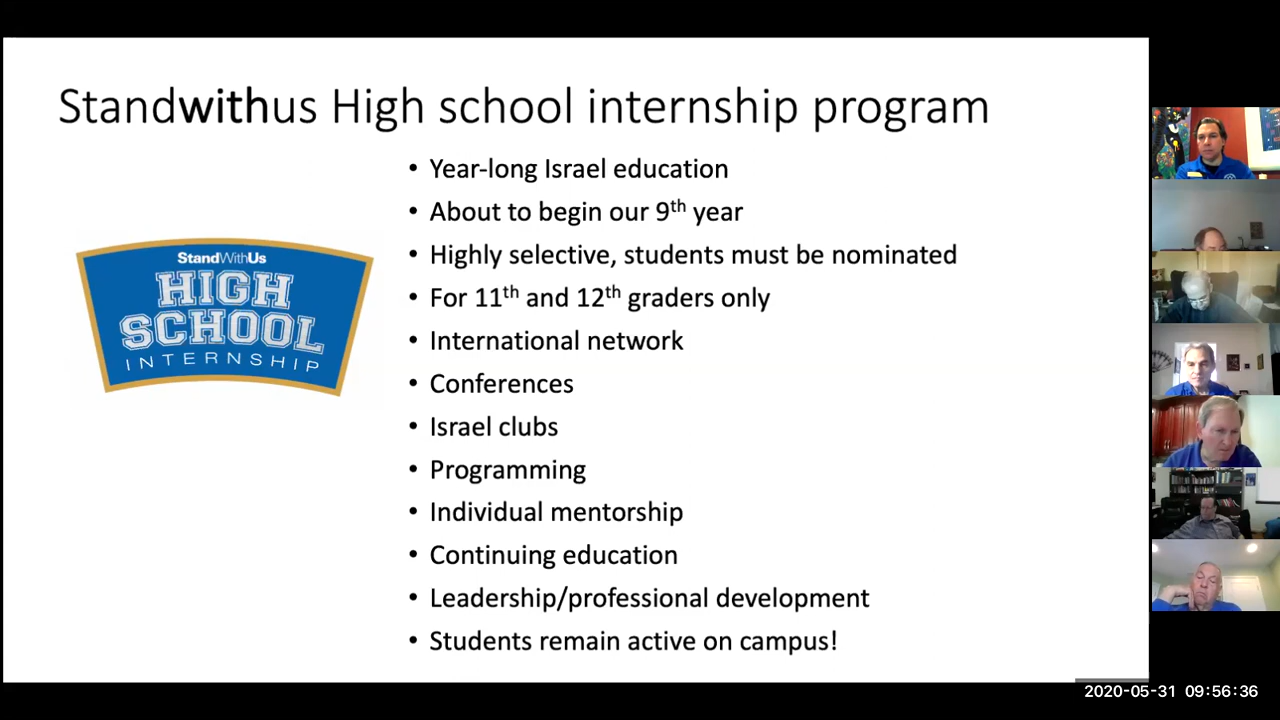 Standwithus High school internship program
• Year-long Israel education
• About to begin our 9th year
• Highly selective, students must be nominated
• For 11th and 12th graders only
• International network
• Conferences
• Israel clubs
• Programming
• Individual mentorship
• Continuing education
• Leadership/professional development
• Students remain active on campus!
StandWithUs
HIGH
SCHOOL
INTERNSHIP
2020-05-31 09:56:36